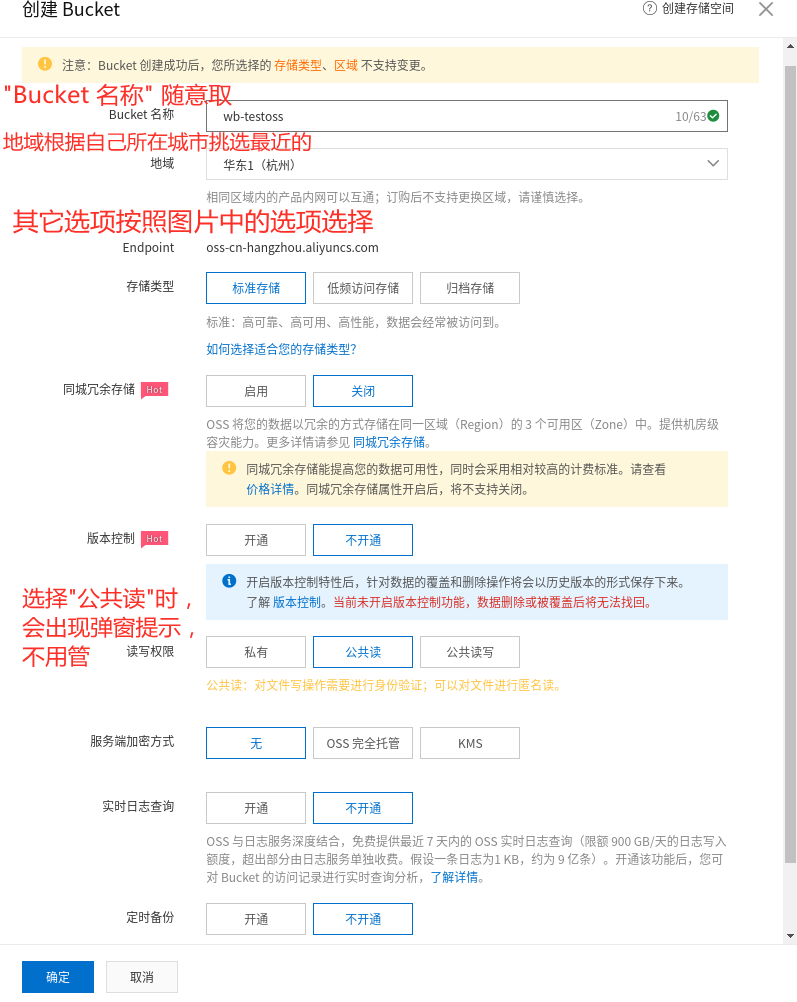 创建 Bucket
创建存储空间
注意：Bucket 创建成功后，您所选择的 存储类型、区域 不支持变更。
"Bucket 名称" 随意取
Bucket 名称
wb-testoss
10/63
地域根据自己所在城市挑选最近的
地域
华东1（杭州）
相同区域内的产品内网可以互通；订购后不支持更换区域，请谨慎选择。
其它选项按照图片中的选项选择
Endpoint
oss-cn-hangzhou.aliyuncs.com
存储类型
标准存储
低频访问存储
归档存储
标准：高可靠、高可用、高性能，数据会经常被访问到。
如何选择适合您的存储类型？
同城冗余存储
Hot
启用
关闭
OSS 将您的数据以冗余的方式存储在同一区域（Region）的 3 个可用区（Zone）中。提供机房级
容灾能力。更多详情请参见 同城冗余存储。
同城冗余存储能提高您的数据可用性，同时会采用相对较高的计费标准。请查看
价格详情。同城冗余存储属性开启后，将不支持关闭。
版本控制
Hot
开通
不开通
开启版本控制特性后，针对数据的覆盖和删除操作将会以历史版本的形式保存下来。
了解 版本控制。当前未开启版本控制功能，数据删除或被覆盖后将无法找回。
选择"公共读"时，
会出现弹窗提示，
不用管
读写权限
私有
公共读
公共读写
公共读：对文件写操作需要进行身份验证；可以对文件进行匿名读。
服务端加密方式
无
OSS 完全托管
KMS
实时日志查询
开通
不开通
OSS 与日志服务深度结合，免费提供最近 7 天内的 OSS 实时日志查询（限额 900 GB/天的日志写入
额度，超出部分由日志服务单独收费。假设一条日志为1 KB，约为 9 亿条）。开通该功能后，您可
对 Bucket 的访问记录进行实时查询分析，了解详情。
定时备份
开通
不开通
确定
取消